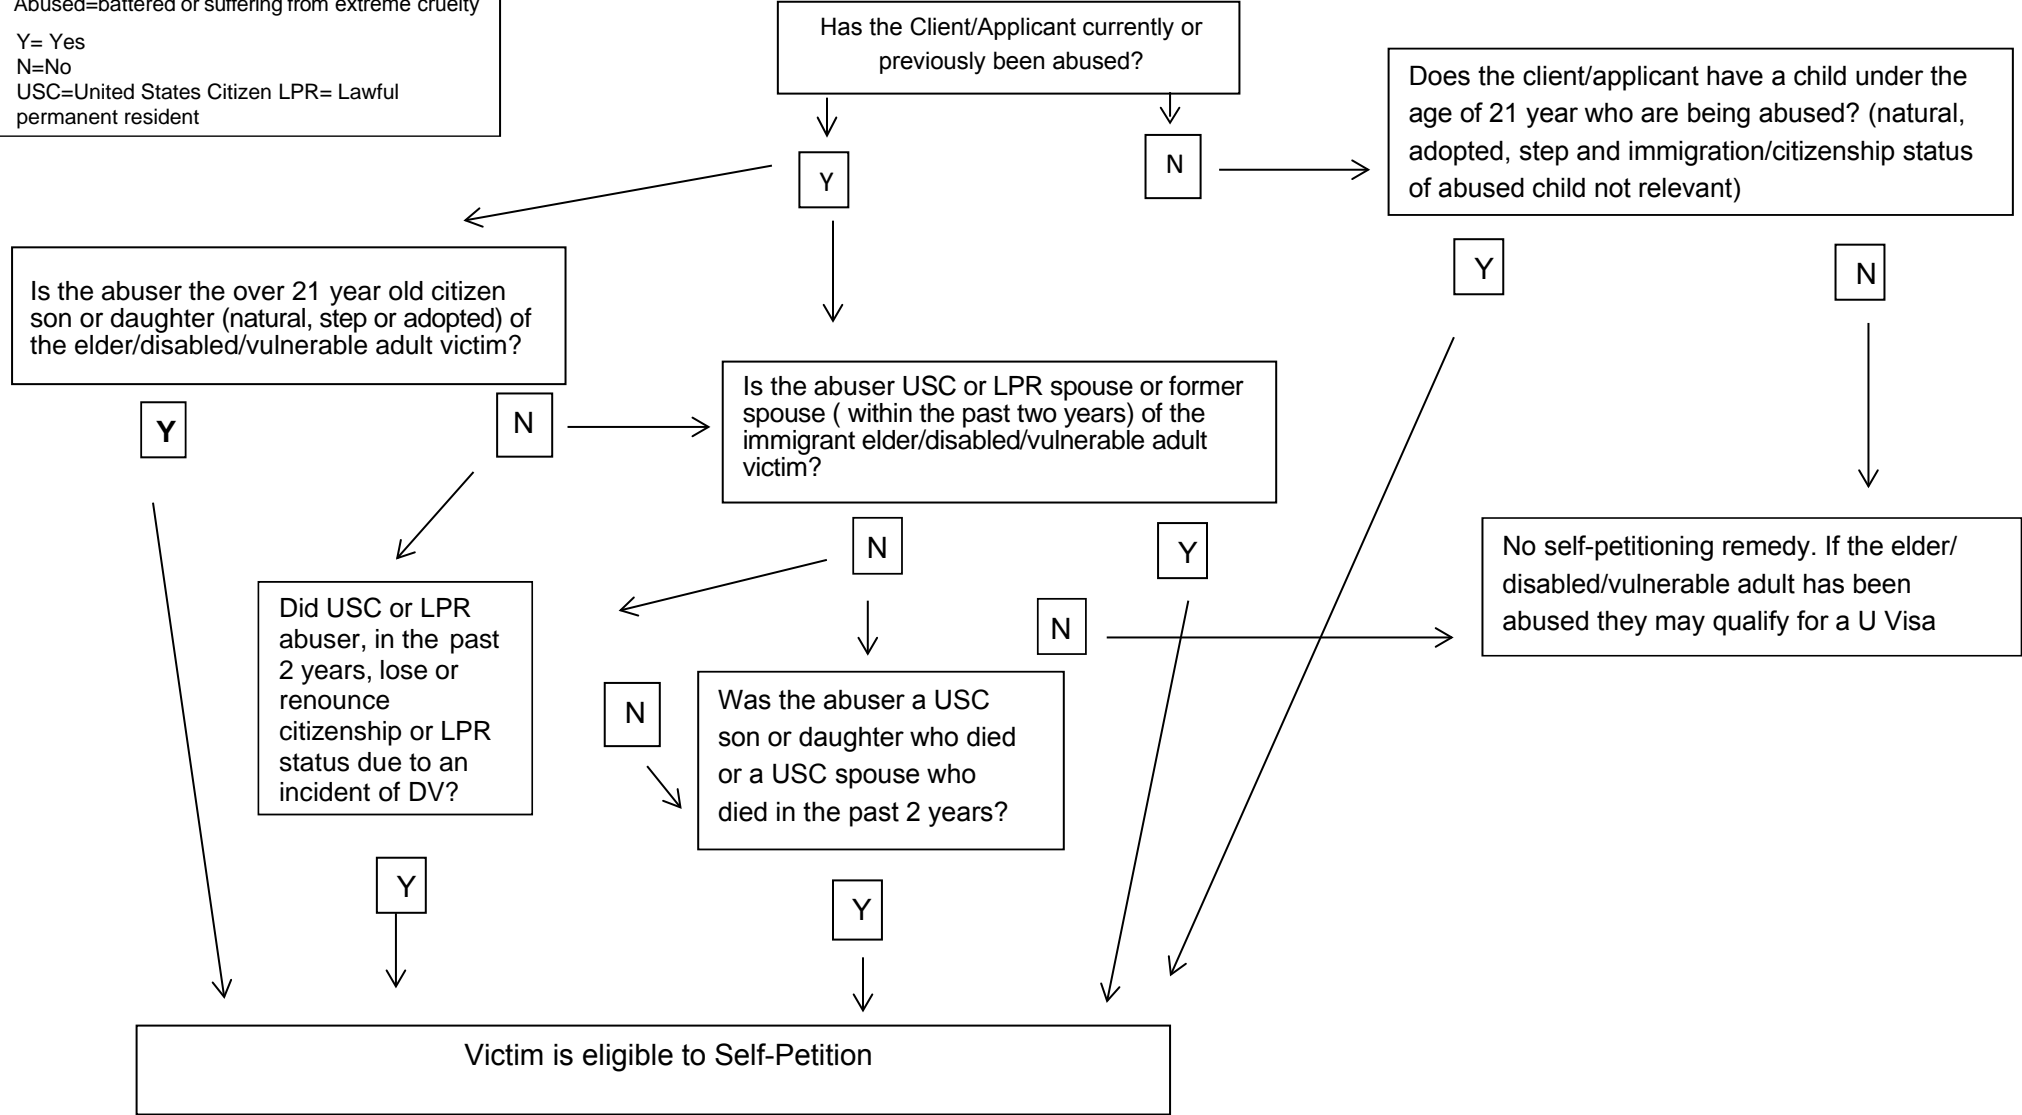 Abused=battered or suffering from extreme cruelty
Y= Yes
N=No
USC=United States Citizen LPR= Lawful
permanent resident
Has the Client/Applicant currently or
previously been abused?
Does the client/applicant have a child under the
age of 21 year who are being abused? (natural,
adopted, step and immigration/citizenship status
of abused child not relevant)
Y
N
Is the abuser the over 21 year old citizen
son or daughter (natural, step or adopted) of
the elder/disabled/vulnerable adult victim?
Y
N
Y
N
Is the abuser USC or LPR spouse or former
spouse ( within the past two years) of the
immigrant elder/disabled/vulnerable adult
victim?
N
Y
No self-petitioning remedy. If the elder/
disabled/vulnerable adult has been
abused they may qualify for a U Visa
Did USC or LPR
abuser, in the past
2 years, lose or
renounce
citizenship or LPR
status due to an
incident of DV?
N
N
Was the abuser a USC
son or daughter who died
or a USC spouse who
died in the past 2 years?
Y
Y
Victim is eligible to Self-Petition